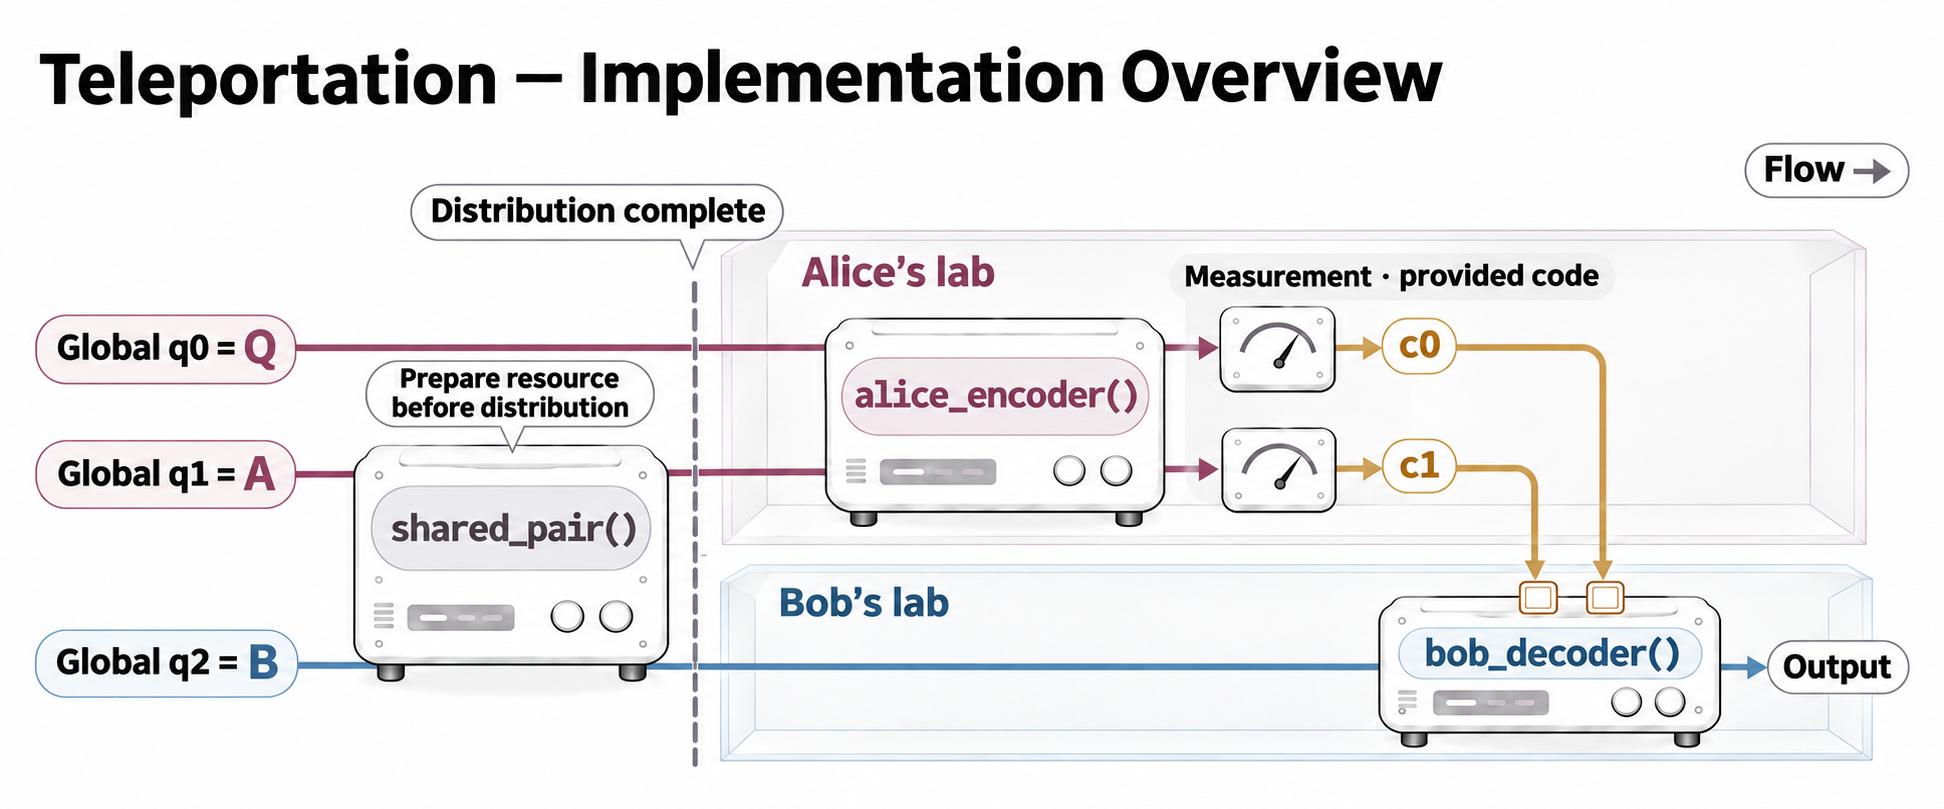 Teleportation — Implementation Overview
Flow
Distribution complete
Alice's lab
Measurement · provided code
Global q0 = Q
Prepare resource
before distribution
alice_encoder()
c0
Global q1 = A
c1
shared_pair()
Bob's lab
Global q2 = B
bob_decoder()
Output